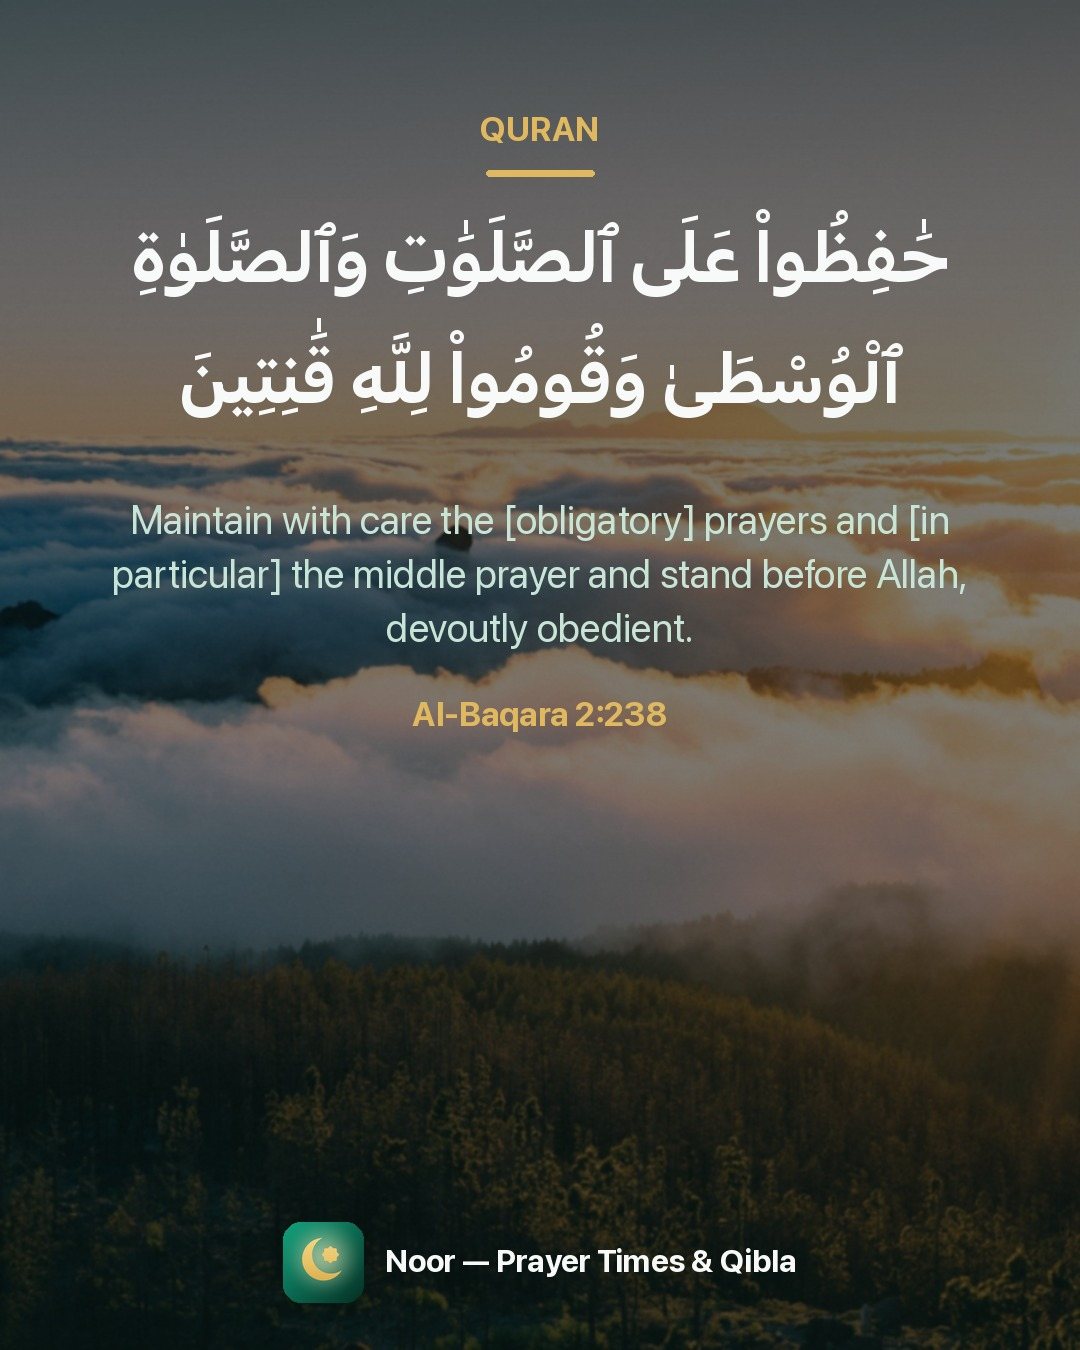 QURAN
حَٰفِظُوا۟ عَلَى ٱلصَّلَوَٰتِ وَٱلصَّلَوٰةِ
ٱلْوُسْطَىٰ وَقُومُوا۟ لِلَّهِ قَٰنِتِينَ
Maintain with care the [obligatory] prayers and [in
particular] the middle prayer and stand before Allah,
devoutly obedient.
Al-Baqara 2:238
Noor — Prayer Times & Qibla